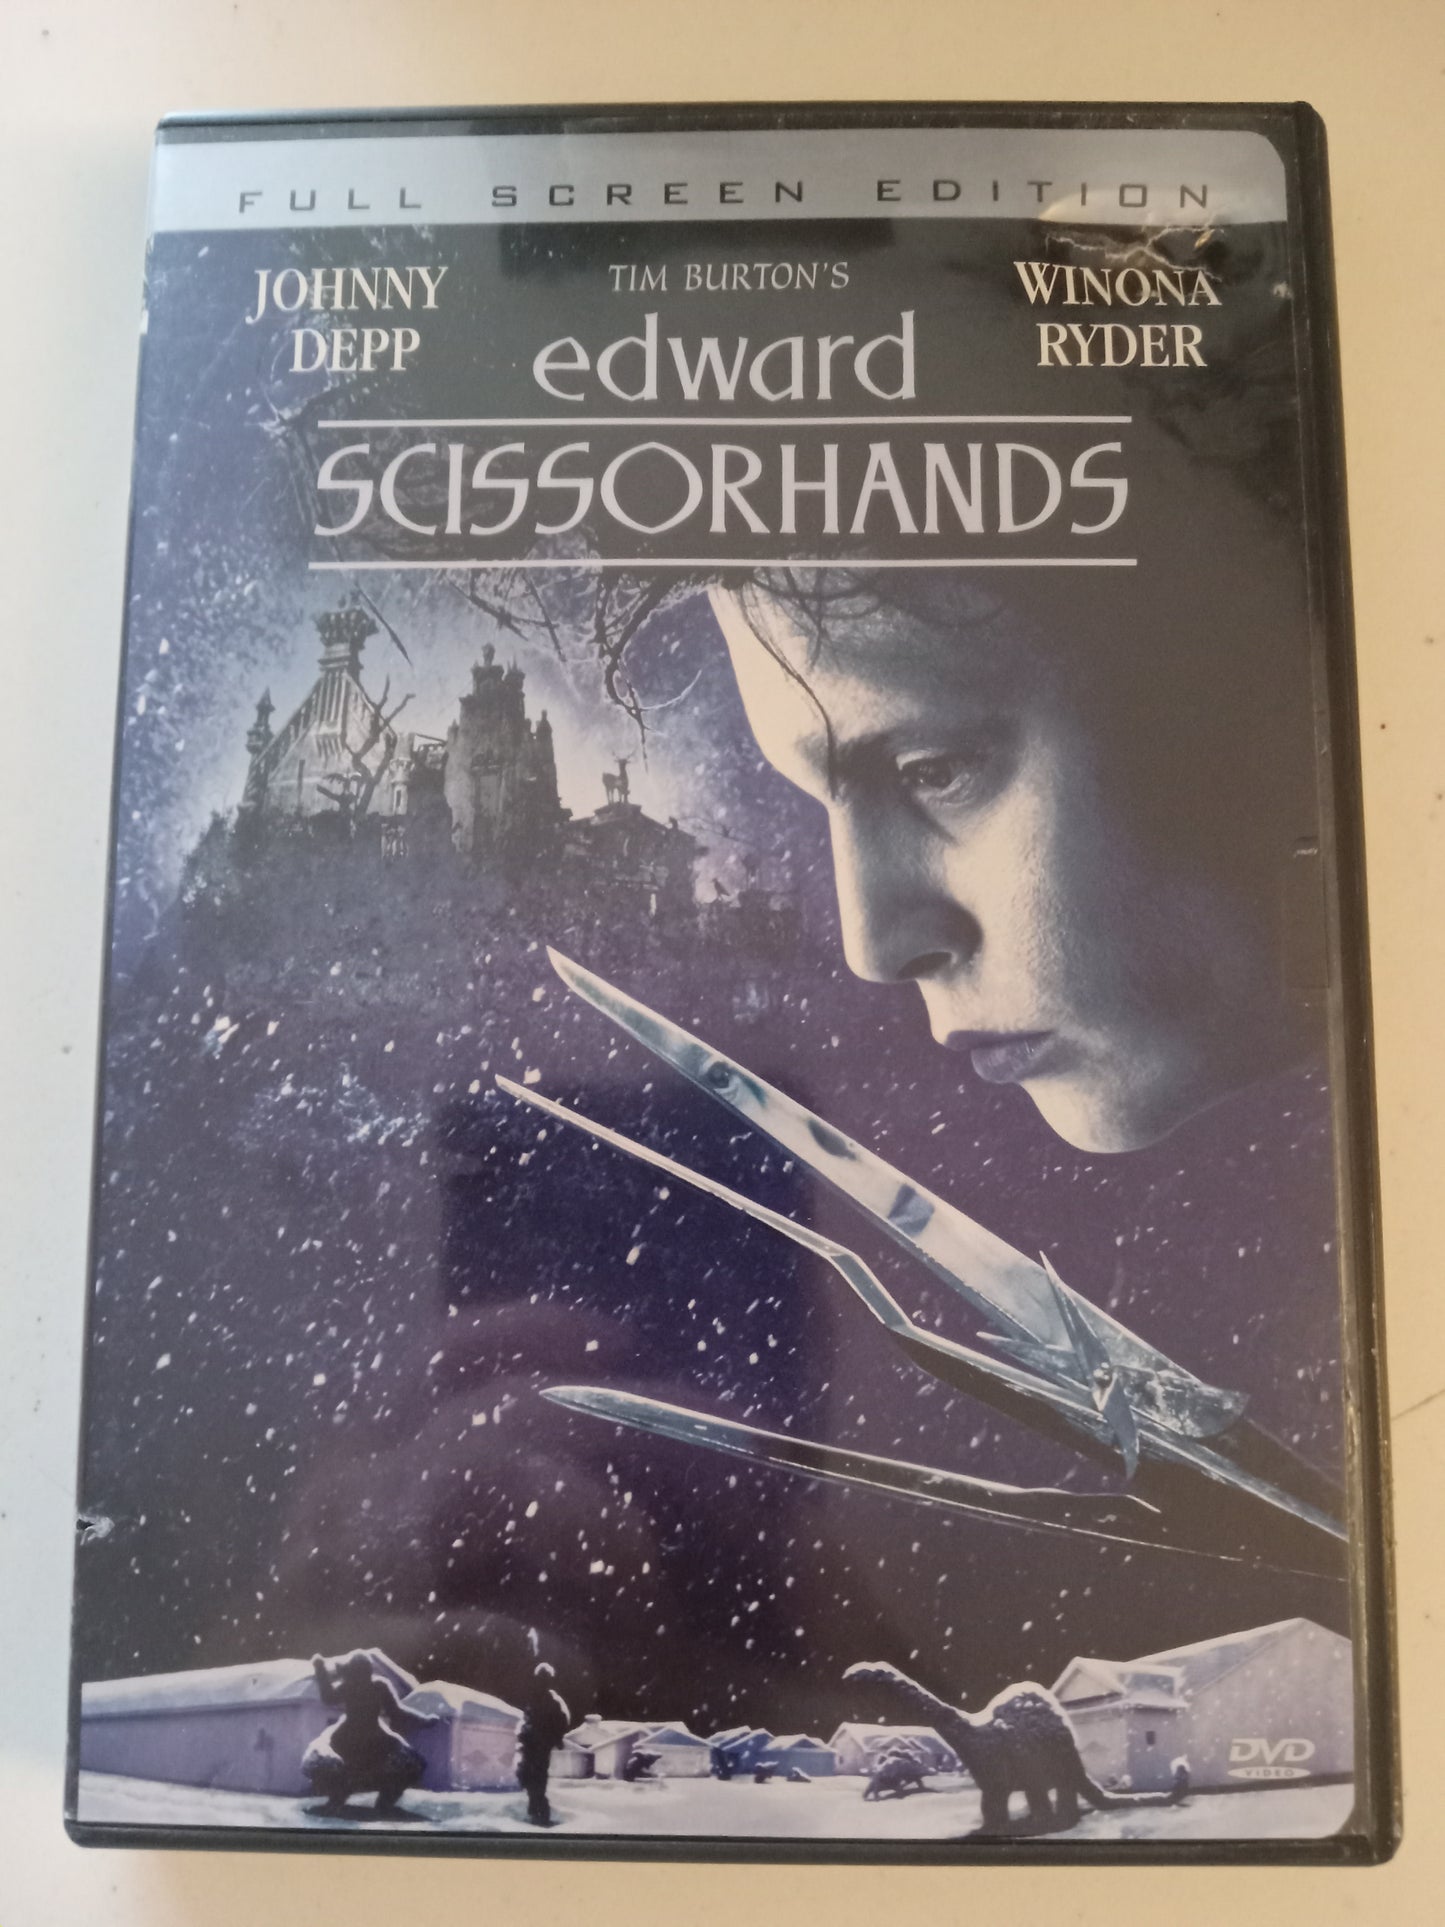 FULL SCREEN EDITION
JOHNNY DEPP
TIM BURTON'S
WINONA RYDER
edward
SCISSORHANDS
DVD
VIDEO